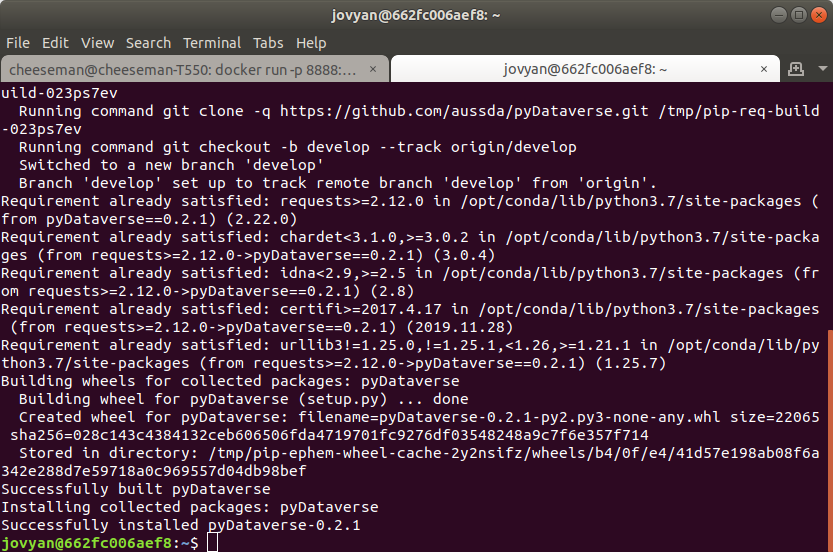 jovyan@662fc006aef8: ~
File Edit View Search Terminal Tabs Help
cheeseman@cheeseman-T550: docker run -p 8888:... × jovyan@662fc006aef8: ~ ×
uild-023ps7ev
  Running command git clone -q https://github.com/aussda/pyDataverse.git /tmp/pip-req-build
-023ps7ev
  Running command git checkout -b develop --track origin/develop
  Switched to a new branch 'develop'
  Branch 'develop' set up to track remote branch 'develop' from 'origin'.
Requirement already satisfied: requests>=2.12.0 in /opt/conda/lib/python3.7/site-packages (
from pyDataverse==0.2.1) (2.22.0)
Requirement already satisfied: chardet<3.1.0,>=3.0.2 in /opt/conda/lib/python3.7/site-packa
ges (from requests>=2.12.0->pyDataverse==0.2.1) (3.0.4)
Requirement already satisfied: idna<2.9,>=2.5 in /opt/conda/lib/python3.7/site-packages (fr
om requests>=2.12.0->pyDataverse==0.2.1) (2.8)
Requirement already satisfied: certifi>=2017.4.17 in /opt/conda/lib/python3.7/site-packages
 (from requests>=2.12.0->pyDataverse==0.2.1) (2019.11.28)
Requirement already satisfied: urllib3!=1.25.0,!=1.25.1,<1.26,>=1.21.1 in /opt/conda/lib/py
thon3.7/site-packages (from requests>=2.12.0->pyDataverse==0.2.1) (1.25.7)
Building wheels for collected packages: pyDataverse
  Building wheel for pyDataverse (setup.py) ... done
  Created wheel for pyDataverse: filename=pyDataverse-0.2.1-py2.py3-none-any.whl size=22065
 sha256=028c143c4384132ceb606506fda4719701fc9276df03548248a9c7f6e357f714
  Stored in directory: /tmp/pip-ephem-wheel-cache-2y2nsifz/wheels/b4/0f/e4/41d57e198ab08f6a
342e288d7e59718a0c969557d04db98bef
Successfully built pyDataverse
Installing collected packages: pyDataverse
Successfully installed pyDataverse-0.2.1
jovyan@662fc006aef8:~$